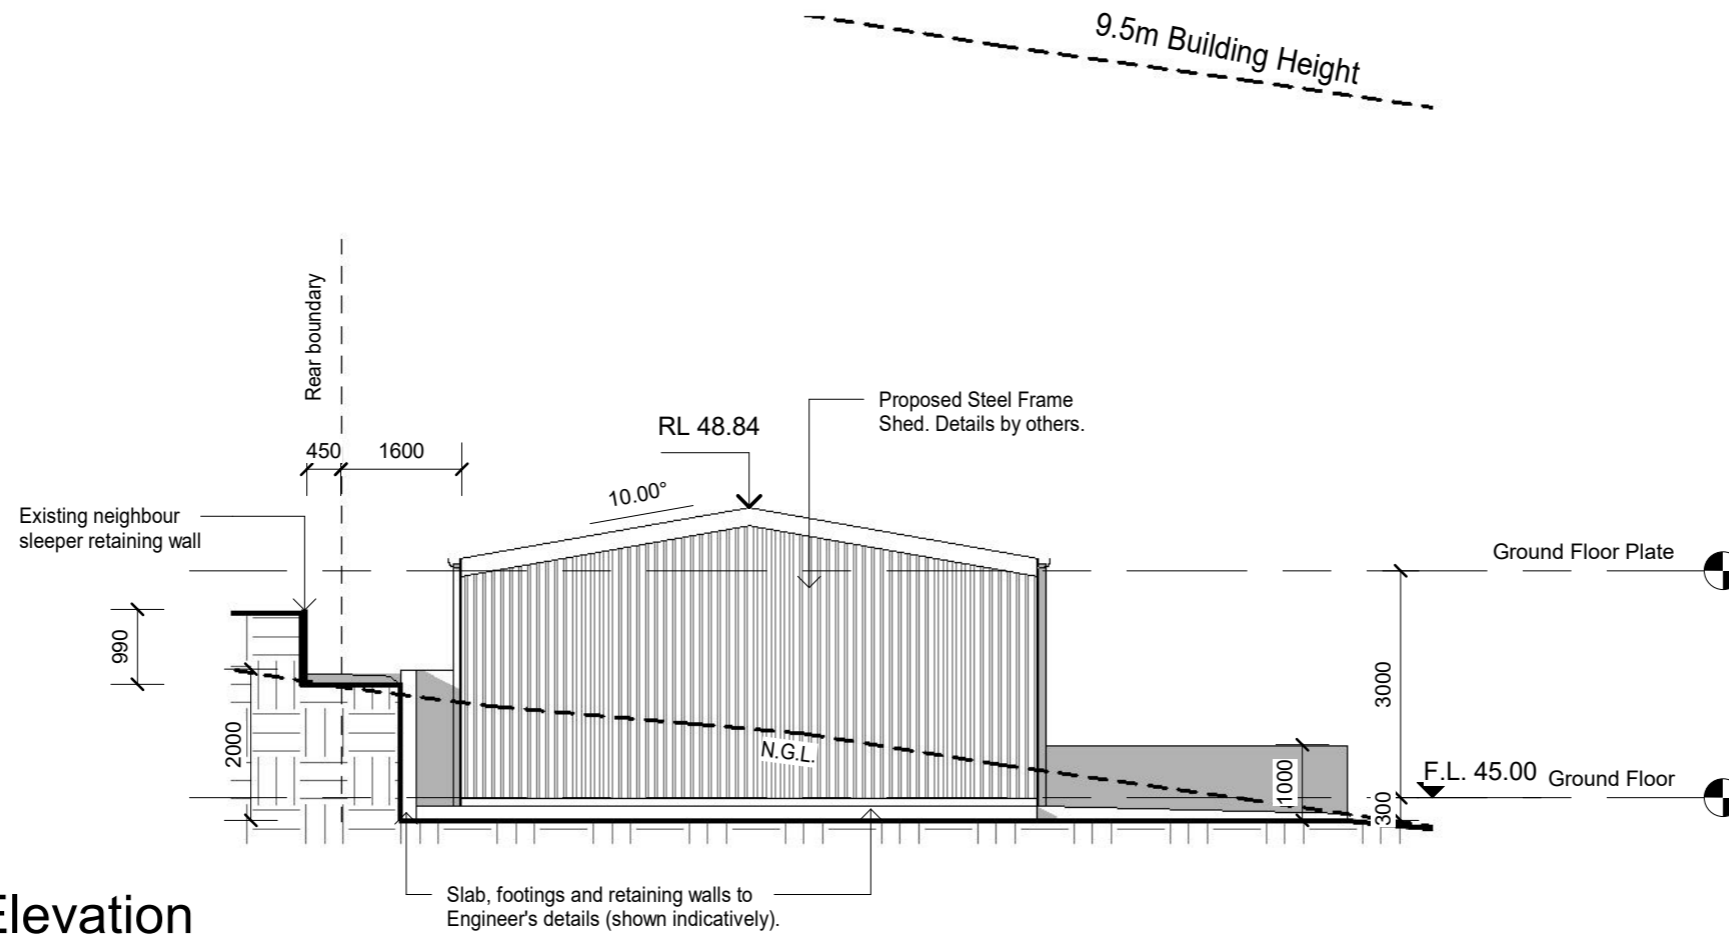 9.5m Building Height
Rear boundary
Proposed Steel Frame
Shed. Details by others.
RL 48.84
450
1600
10.00°
Existing neighbour
sleeper retaining wall
Ground Floor Plate
990
3000
2000
N.G.L.
1000
F.L. 45.00
Ground Floor
300
Slab, footings and retaining walls to
Engineer's details (shown indicatively).
Elevation